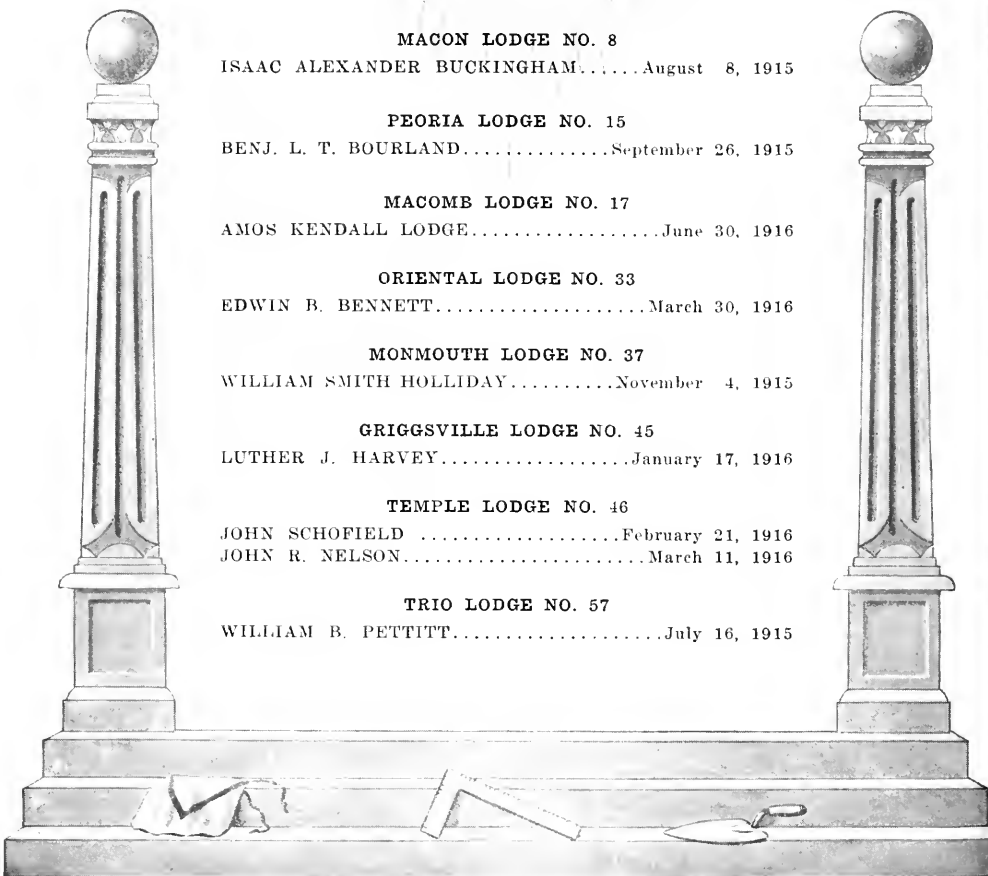 MACON LODGE NO. 8
ISAAC ALEXANDER BUCKINGHAM......August 8, 1915
PEORIA LODGE NO. 15
BENJ. L. T. BOURLAND..............September 26, 1915
MACOMB LODGE NO. 17
AMOS KENDALL LODGE..................June 30, 1916
ORIENTAL LODGE NO. 33
EDWIN B. BENNETT....................March 30, 1916
MONMOUTH LODGE NO. 37
WILLIAM SMITH HOLLIDAY..........November 4, 1915
GRIGGSVILLE LODGE NO. 45
LUTHER J. HARVEY..................January 17, 1916
TEMPLE LODGE NO. 46
JOHN SCHOFIELD ...................February 21, 1916
JOHN R. NELSON.......................March 11, 1916
TRIO LODGE NO. 57
WILLIAM B. PETTITT....................July 16, 1915